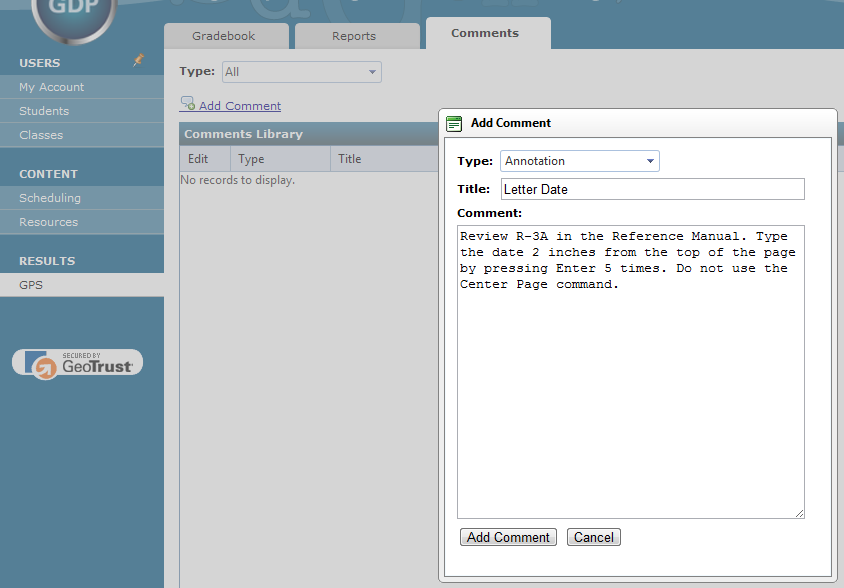 GDP
USERS
My Account
Students
Classes
CONTENT
Scheduling
Resources
RESULTS
GPS
SECURED BY
GeoTrust
Gradebook
Reports
Comments
Type: All
Add Comment
Comments Library
Edit Type Title
No records to display.
Add Comment
Type: Annotation
Title: Letter Date
Comment:
Review R-3A in the Reference Manual. Type
the date 2 inches from the top of the page
by pressing Enter 5 times. Do not use the
Center Page command.
Add Comment Cancel